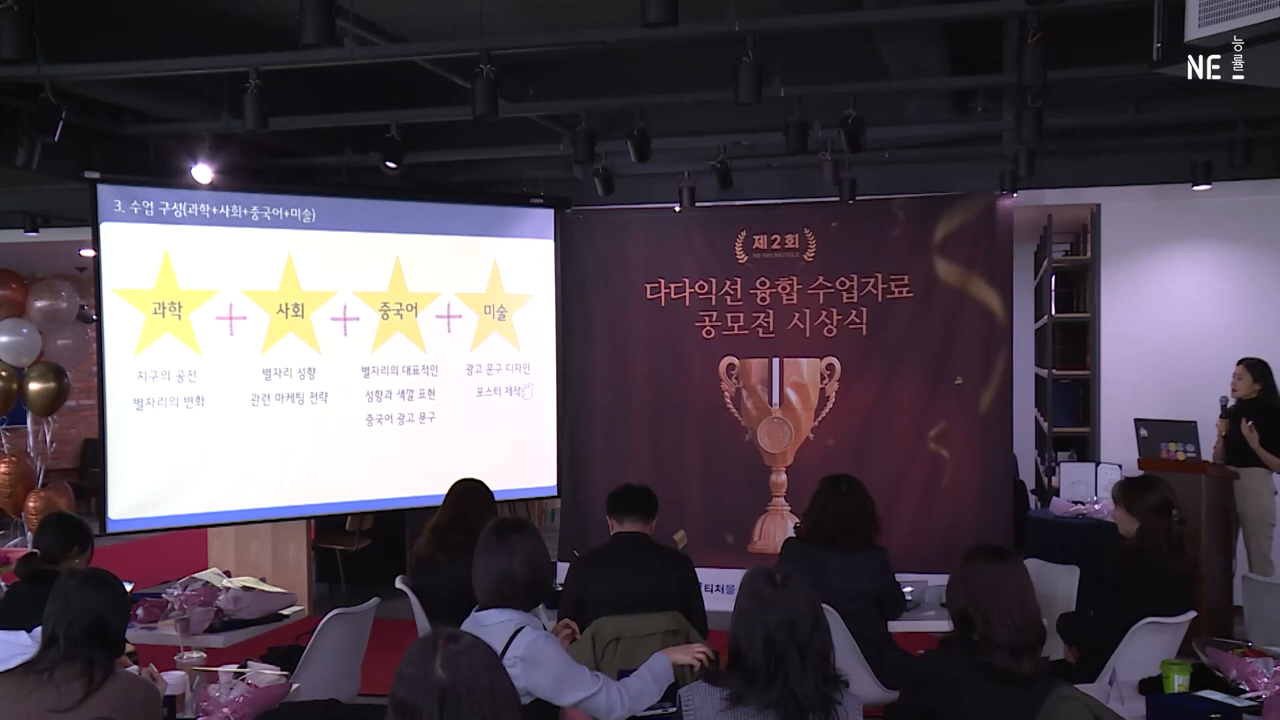 NE 능률
3. 수업 구성(과학+사회+중국어+미술)
과학 + 사회 + 중국어 + 미술
지구의 공전
별자리의 변화
별자리 성향
관련 마케팅 전략
별자리의 대표적인
성향과 색깔 표현
중국어 광고 문구
광고 문구 디자인
포스터 제작
제2회
NE NEUNGYULE
다다익선 융합 수업자료
공모전 시상식
티처몰